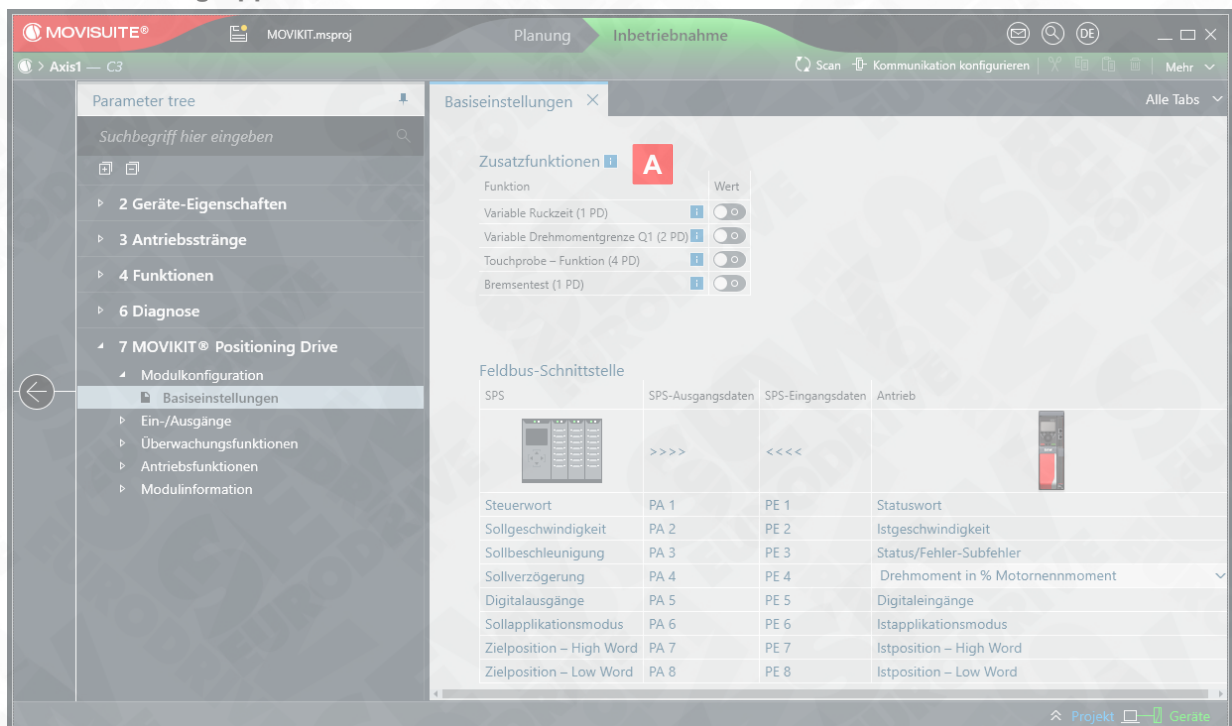 MOVISUITE® MOVIKIT.msproj Planung Inbetriebnahme DE
> Axis1 — C3 Scan Kommunikation konfigurieren Mehr
Parameter tree
Suchbegriff hier eingeben
2 Geräte-Eigenschaften
3 Antriebsstränge
4 Funktionen
6 Diagnose
7 MOVIKIT® Positioning Drive
Modulkonfiguration
Basiseinstellungen
Ein-/Ausgänge
Überwachungsfunktionen
Antriebsfunktionen
Modulinformation
Basiseinstellungen Alle Tabs
Zusatzfunktionen i A
Funktion Wert
Variable Ruckzeit (1 PD) i
Variable Drehmomentgrenze Q1 (2 PD) i
Touchprobe – Funktion (4 PD) i
Bremsentest (1 PD) i
Feldbus-Schnittstelle
SPS SPS-Ausgangsdaten SPS-Eingangsdaten Antrieb
>>>> <<<<
Steuerwort PA 1 PE 1 Statuswort
Sollgeschwindigkeit PA 2 PE 2 Istgeschwindigkeit
Sollbeschleunigung PA 3 PE 3 Status/Fehler-Subfehler
Sollverzögerung PA 4 PE 4 Drehmoment in % Motornennmoment
Digitalausgänge PA 5 PE 5 Digitaleingänge
Sollapplikationsmodus PA 6 PE 6 Istapplikationsmodus
Zielposition – High Word PA 7 PE 7 Istposition – High Word
Zielposition – Low Word PA 8 PE 8 Istposition – Low Word
Projekt Geräte